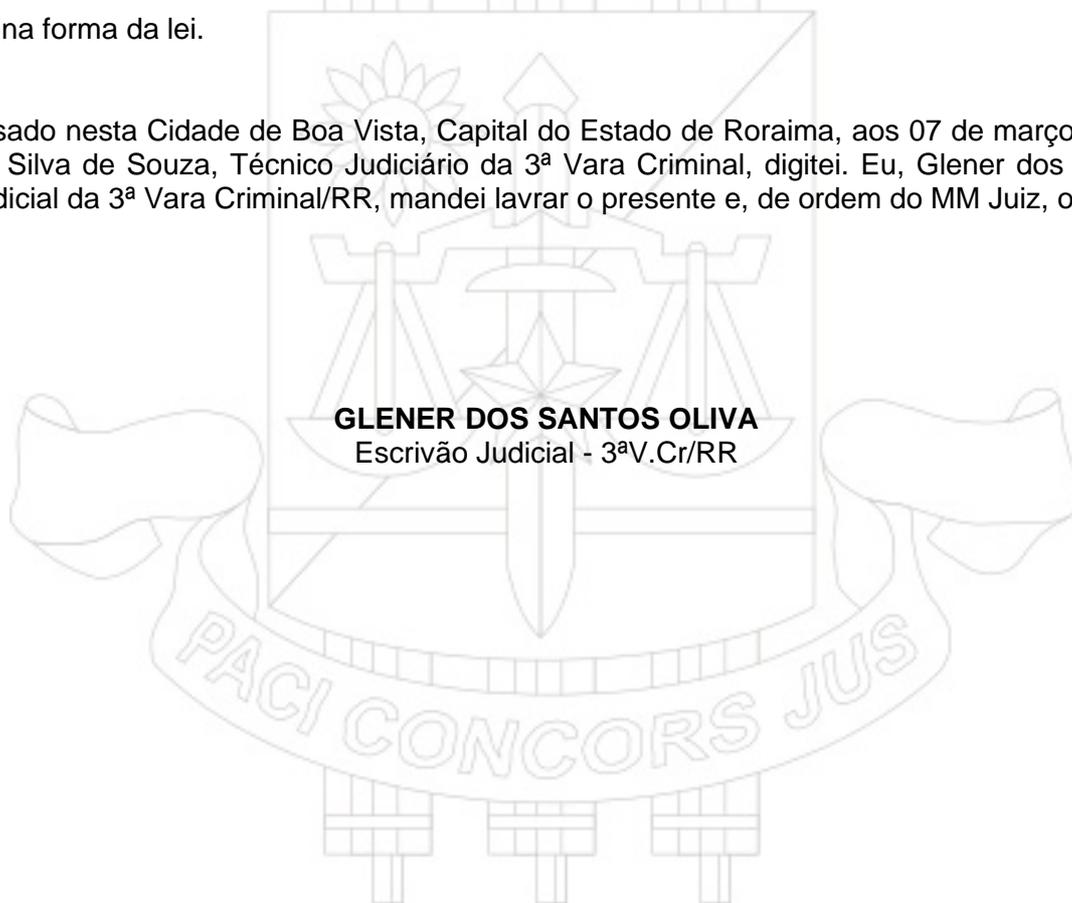 na forma da lei.
sado nesta Cidade de Boa Vista, Capital do Estado de Roraima, aos 07 de março
Silva de Souza, Técnico Judiciário da 3ª Vara Criminal, digitei. Eu, Glener dos
dicial da 3ª Vara Criminal/RR, mandei lavrar o presente e, de ordem do MM Juiz, o
GLENER DOS SANTOS OLIVA
Escrivão Judicial - 3ªV.Cr/RR
PACI CONCORS JUS